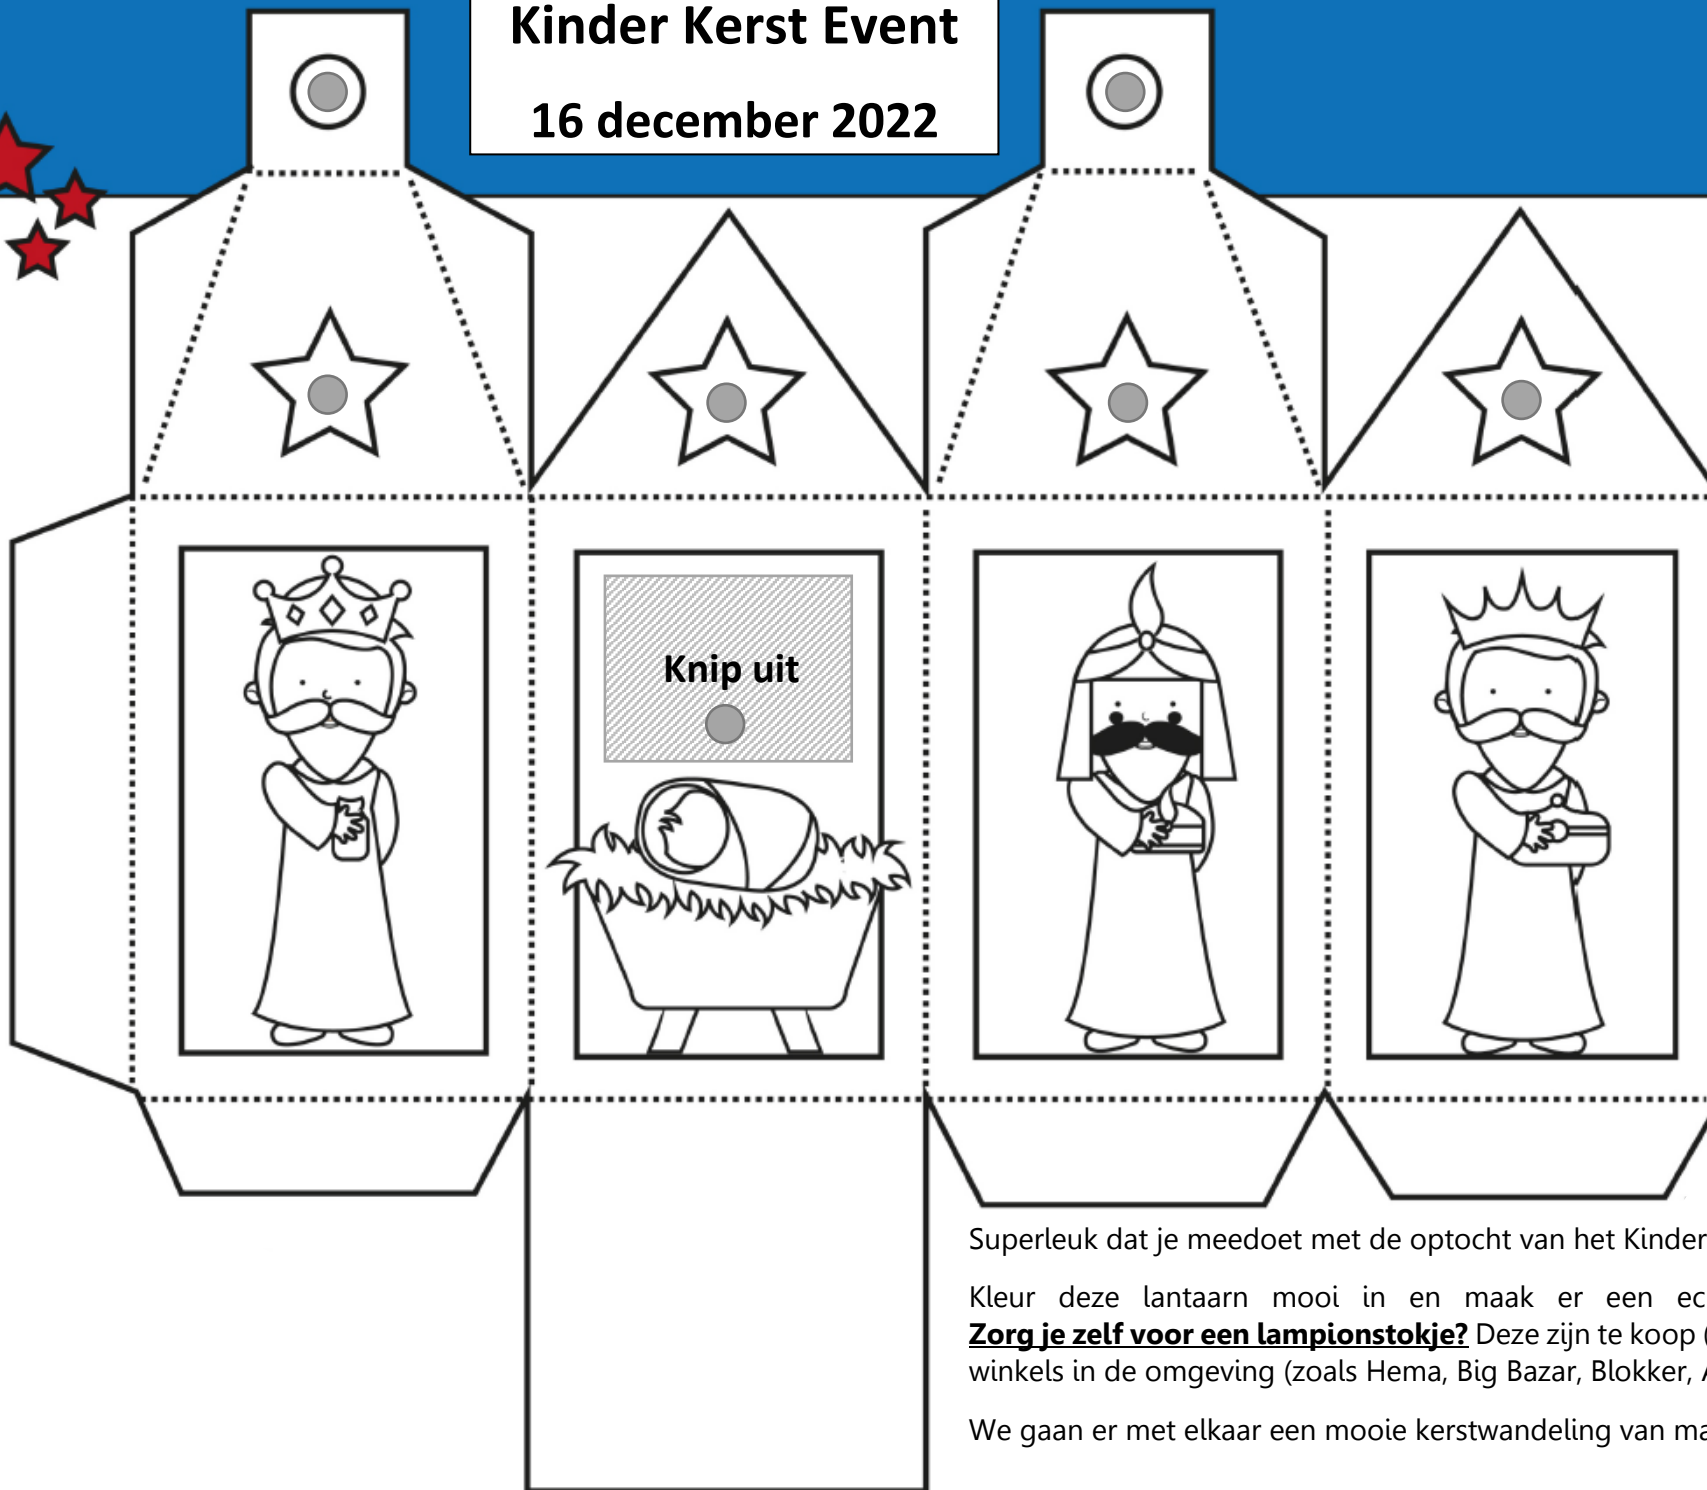 Kinder Kerst Event
16 december 2022
Knip uit
Superleuk dat je meedoet met de optocht van het Kinder
Kleur deze lantaarn mooi in en maak er een ec
Zorg je zelf voor een lampionstokje? Deze zijn te koop (
winkels in de omgeving (zoals Hema, Big Bazar, Blokker, A
We gaan er met elkaar een mooie kerstwandeling van ma